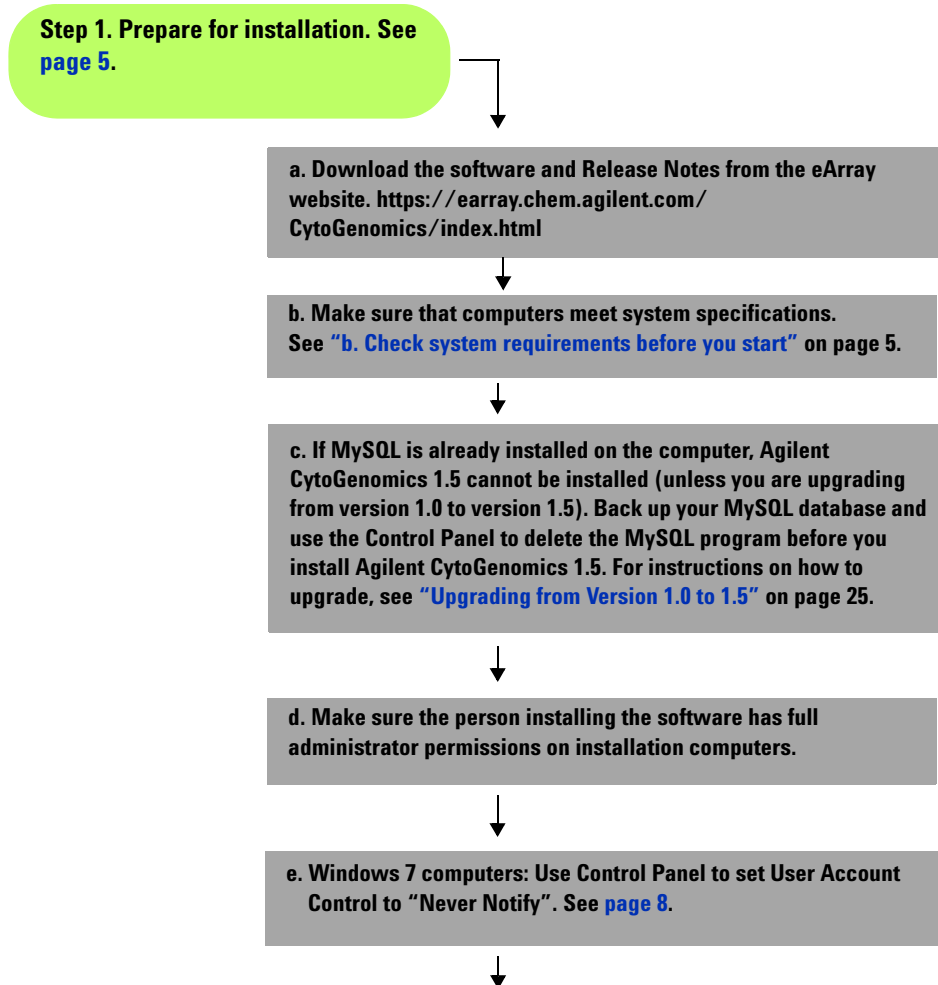 Step 1. Prepare for installation. See
page 5.
a. Download the software and Release Notes from the eArray
website. https://earray.chem.agilent.com/
CytoGenomics/index.html
b. Make sure that computers meet system specifications.
See “b. Check system requirements before you start” on page 5.
c. If MySQL is already installed on the computer, Agilent
CytoGenomics 1.5 cannot be installed (unless you are upgrading
from version 1.0 to version 1.5). Back up your MySQL database and
use the Control Panel to delete the MySQL program before you
install Agilent CytoGenomics 1.5. For instructions on how to
upgrade, see “Upgrading from Version 1.0 to 1.5” on page 25.
d. Make sure the person installing the software has full
administrator permissions on installation computers.
e. Windows 7 computers: Use Control Panel to set User Account
Control to “Never Notify”. See page 8.